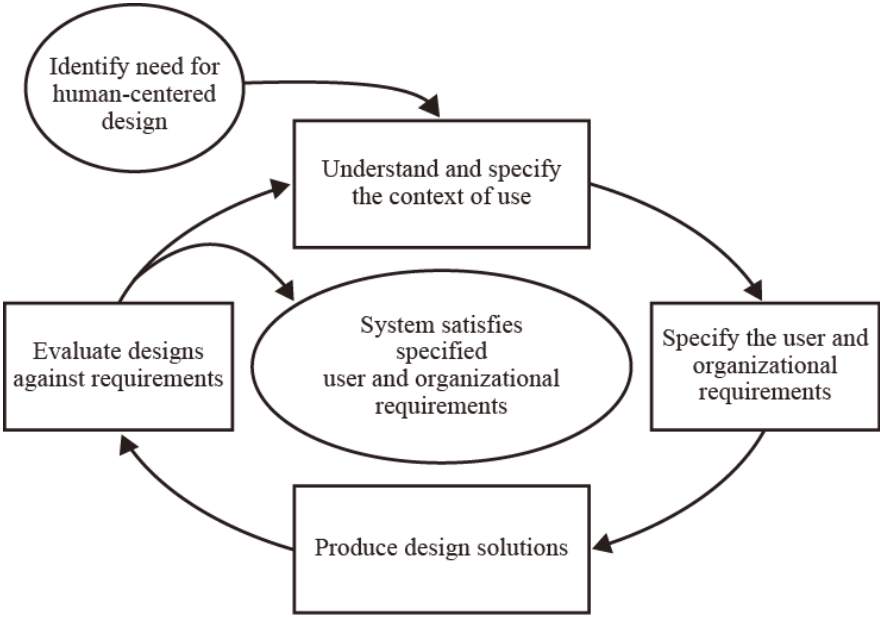 Identify need for
human-centered
design
Understand and specify
the context of use
Specify the user and
organizational
requirements
Produce design solutions
Evaluate designs
against requirements
System satisfies
specified
user and organizational
requirements